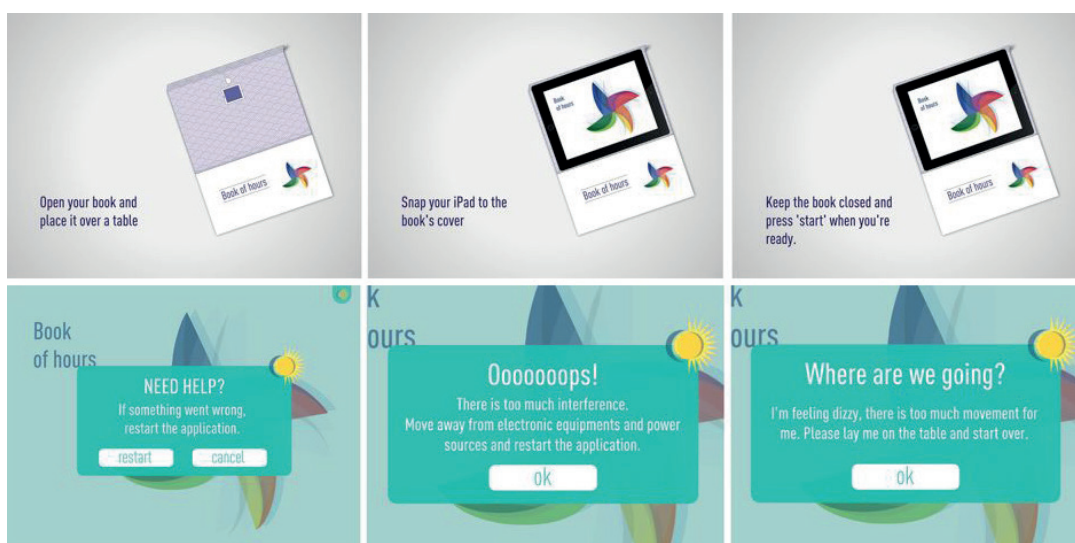 Open your book and
place it over a table
Book of hours
Book
of hours
Snap your iPad to the
book's cover
Book of hours
Book
of hours
Keep the book closed and
press 'start' when you're
ready.
Book of hours
Book
of hours
NEED HELP?
If something went wrong,
restart the application.
restart
cancel
k
ours
Ooooooops!
There is too much interference.
Move away from electronic equipments and power
sources and restart the application.
ok
k
ours
Where are we going?
I'm feeling dizzy, there is too much movement for
me. Please lay me on the table and start over.
ok